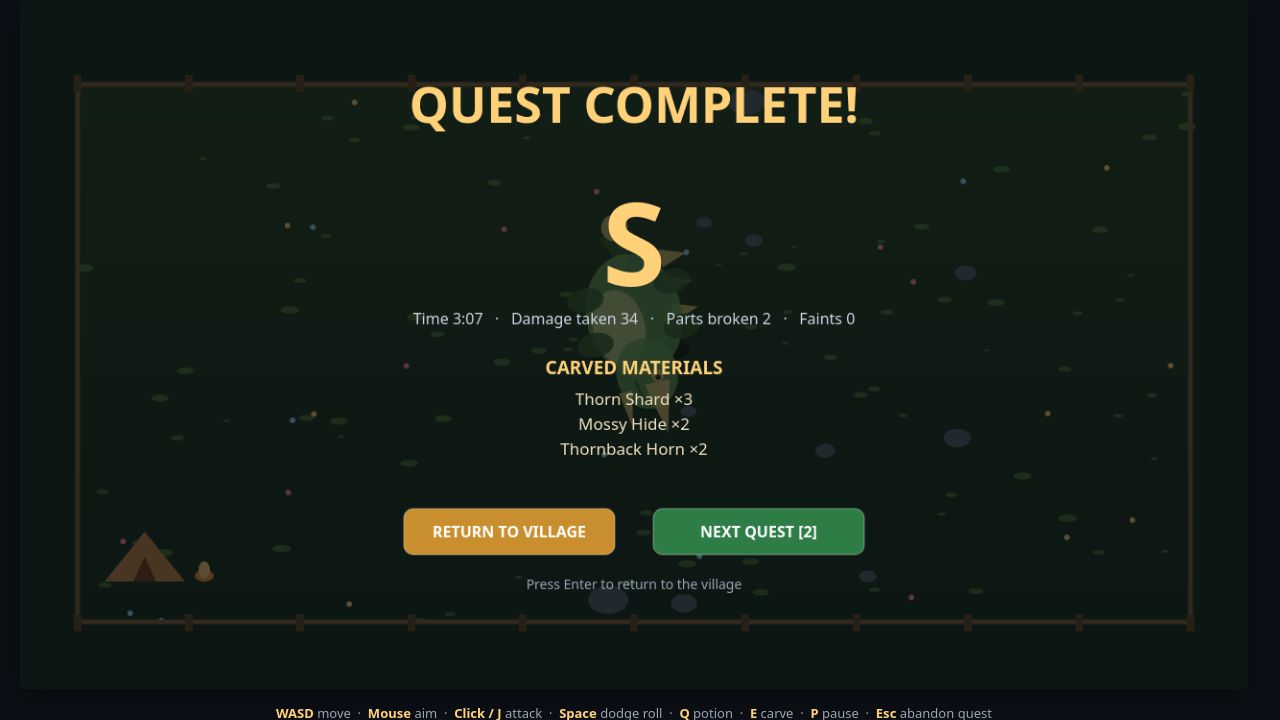 QUEST COMPLETE!
S
Time 3:07 · Damage taken 34 · Parts broken 2 · Faints 0
CARVED MATERIALS
Thorn Shard ×3
Mossy Hide ×2
Thornback Horn ×2
RETURN TO VILLAGE
NEXT QUEST [2]
Press Enter to return to the village
WASD move · Mouse aim · Click / J attack · Space dodge roll · Q potion · E carve · P pause · Esc abandon quest